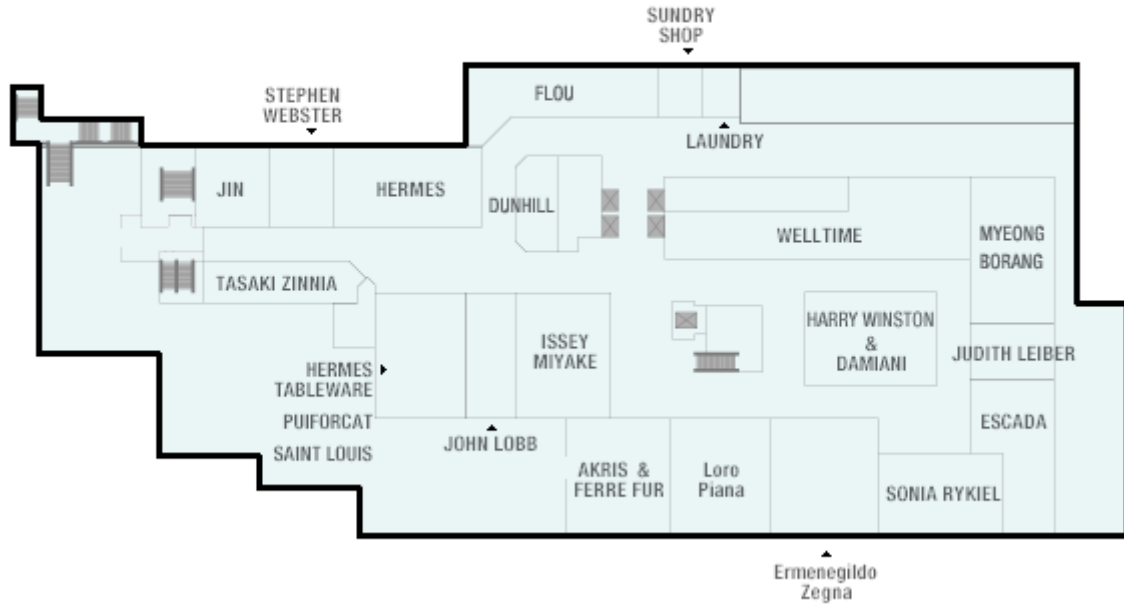 SUNDRY
SHOP
STEPHEN
WEBSTER
FLOU
LAUNDRY
JIN
HERMES
DUNHILL
WELLTIME
MYEONG
BORANG
TASAKI ZINNIA
HARRY WINSTON
&
DAMIANI
ISSEY
MIYAKE
JUDITH LEIBER
HERMES
TABLEWARE
PUIFORCAT
SAINT LOUIS
JOHN LOBB
ESCADA
AKRIS &
FERRE FUR
Loro
Piana
SONIA RYKIEL
Ermenegildo
Zegna